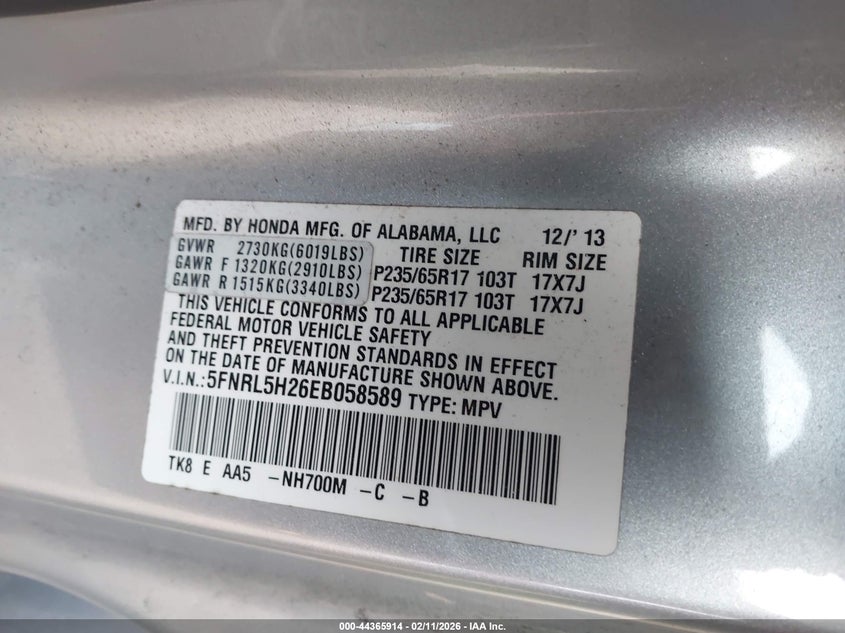 MFD. BY HONDA MFG. OF ALABAMA, LLC 12/' 13
GVWR 2730KG(6019LBS) TIRE SIZE RIM SIZE
GAWR F 1320KG(2910LBS) P235/65R17 103T 17X7J
GAWR R 1515KG(3340LBS) P235/65R17 103T 17X7J
THIS VEHICLE CONFORMS TO ALL APPLICABLE
FEDERAL MOTOR VEHICLE SAFETY
AND THEFT PREVENTION STANDARDS IN EFFECT
ON THE DATE OF MANUFACTURE SHOWN ABOVE.
V.I.N.:5FNRL5H26EB058589 TYPE: MPV
TK8 E AA5 -NH700M -C -B
000-44365914 - 02/11/2026 - IAA Inc.